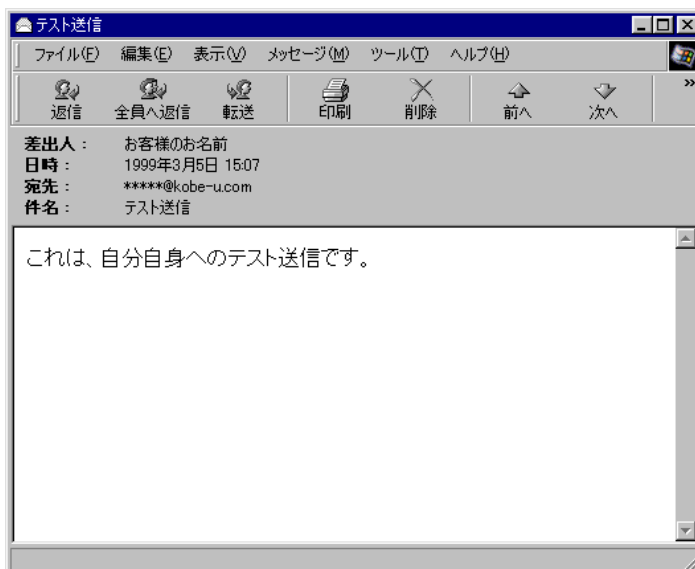 テスト送信
ファイル(F) 編集(E) 表示(V) メッセージ(M) ツール(T) ヘルプ(H)
返信 全員へ返信 転送 印刷 削除 前へ 次へ
差出人： お客様のお名前
日時： 1999年3月5日 15:07
宛先： *****@kobe-u.com
件名： テスト送信
これは、自分自身へのテスト送信です。